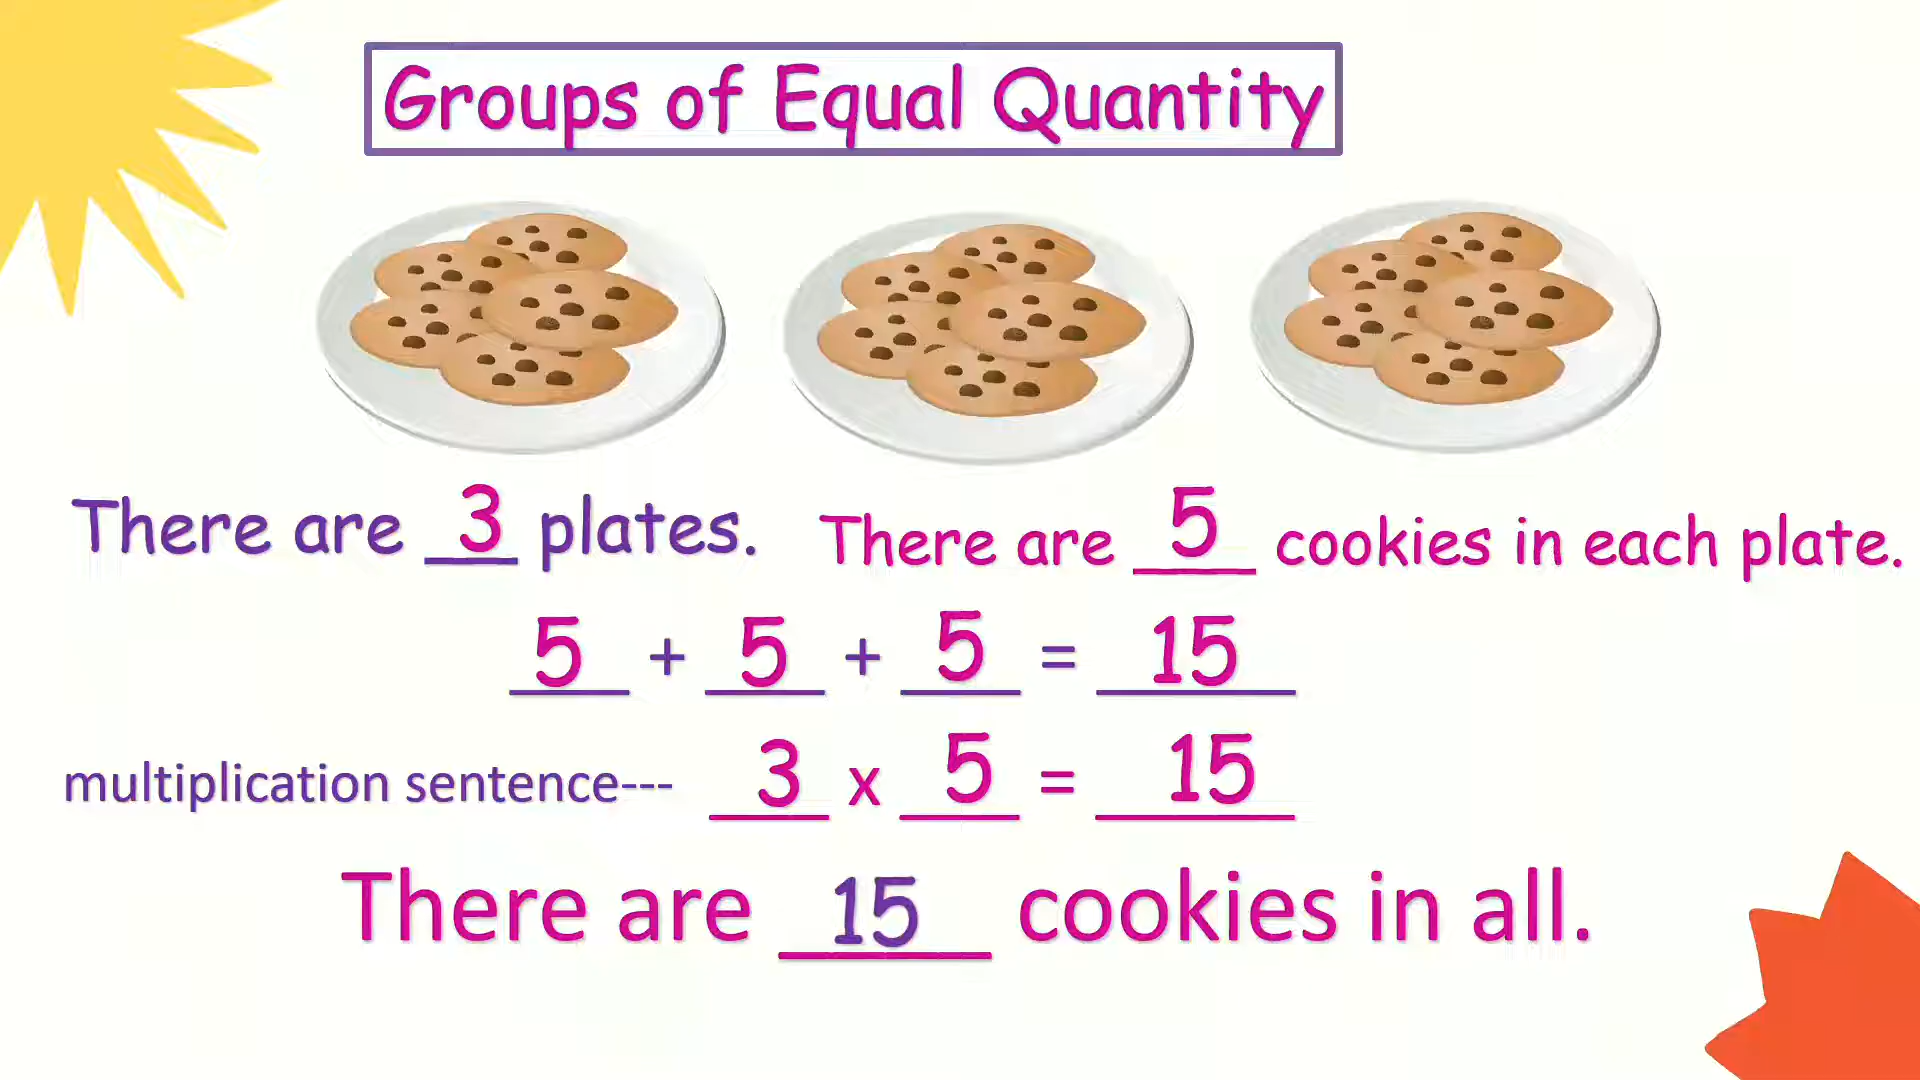 Groups of Equal Quantity
There are 3 plates. There are 5 cookies in each plate.
5 + 5 + 5 = 15
multiplication sentence--- 3 x 5 = 15
There are 15 cookies in all.